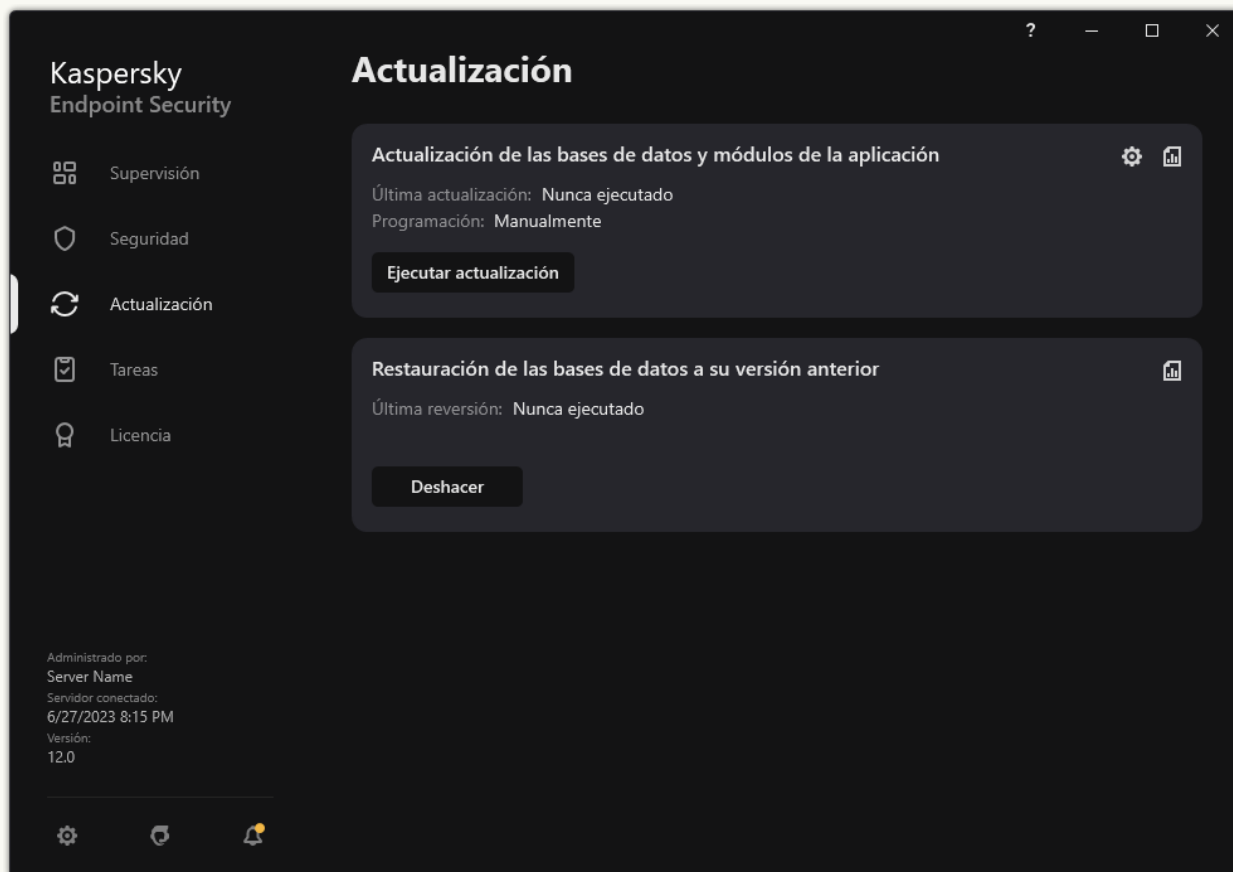 ?
Kaspersky
Endpoint Security
Supervisión
Seguridad
Actualización
Tareas
Licencia
Administrado por:
Server Name
Servidor conectado:
6/27/2023 8:15 PM
Versión:
12.0
Actualización
Actualización de las bases de datos y módulos de la aplicación
Última actualización: Nunca ejecutado
Programación: Manualmente
Ejecutar actualización
Restauración de las bases de datos a su versión anterior
Última reversión: Nunca ejecutado
Deshacer